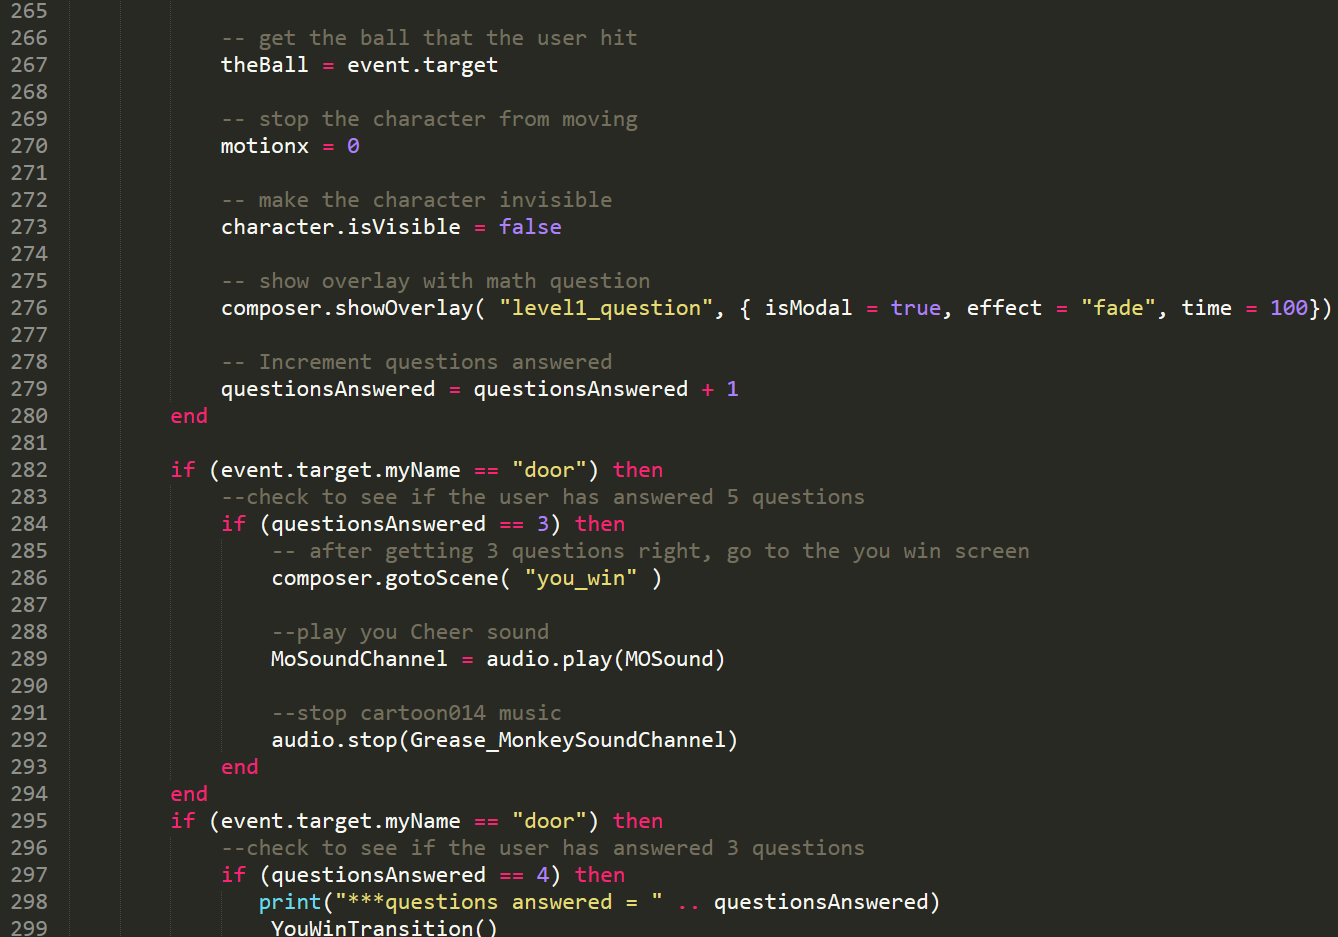 265
266 -- get the ball that the user hit
267 theBall = event.target
268
269 -- stop the character from moving
270 motionx = 0
271
272 -- make the character invisible
273 character.isVisible = false
274
275 -- show overlay with math question
276 composer.showOverlay( "level1_question", { isModal = true, effect = "fade", time = 100})
277
278 -- Increment questions answered
279 questionsAnswered = questionsAnswered + 1
280 end
281
282 if (event.target.myName == "door") then
283 --check to see if the user has answered 5 questions
284 if (questionsAnswered == 3) then
285 -- after getting 3 questions right, go to the you win screen
286 composer.gotoScene( "you_win" )
287
288 --play you Cheer sound
289 MoSoundChannel = audio.play(MOSound)
290
291 --stop cartoon014 music
292 audio.stop(Grease_MonkeySoundChannel)
293 end
294 end
295 if (event.target.myName == "door") then
296 --check to see if the user has answered 3 questions
297 if (questionsAnswered == 4) then
298 print("***questions answered = " .. questionsAnswered)
299 YouWinTransition()